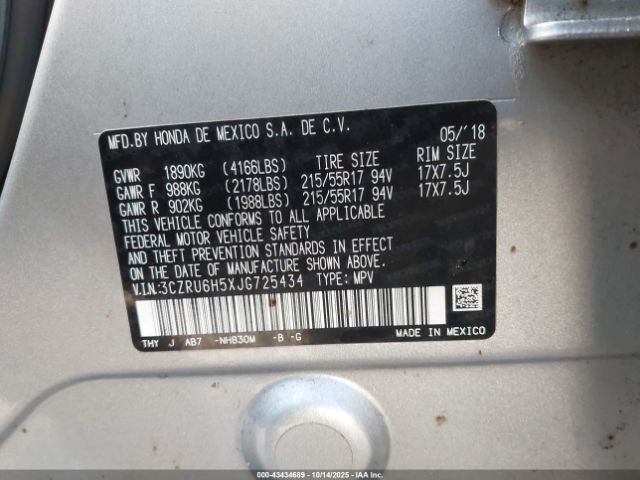 MFD.BY HONDA DE MEXICO S.A. DE C.V. 05/'18
GVWR 1890KG (4166LBS) TIRE SIZE RIM SIZE
GAWR F 988KG (2178LBS) 215/55R17 94V 17X7.5J
GAWR R 902KG (1988LBS) 215/55R17 94V 17X7.5J
THIS VEHICLE CONFORMS TO ALL APPLICABLE
FEDERAL MOTOR VEHICLE SAFETY
AND THEFT PREVENTION STANDARDS IN EFFECT
ON THE DATE OF MANUFACTURE SHOWN ABOVE.
V.I.N:3CZRU6H5XJG725434 TYPE: MPV
THY J AB7 -NH830M -B -G MADE IN MEXICO
000-43434689 | 10/14/2025 | IAAI.COM